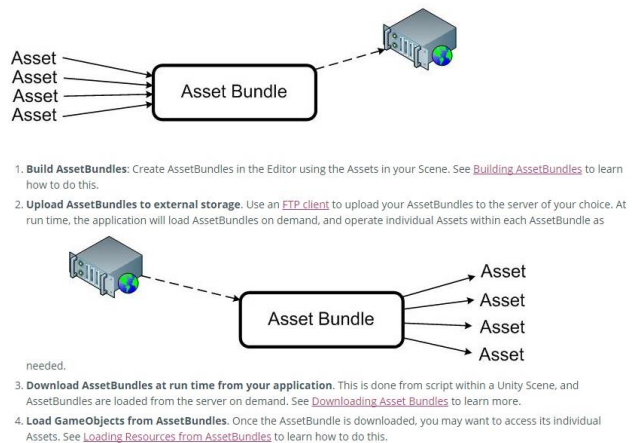 Asset
Asset
Asset
Asset
Asset Bundle
1. Build AssetBundles: Create AssetBundles in the Editor using the Assets in your Scene. See Building AssetBundles to learn
how to do this.
2. Upload AssetBundles to external storage. Use an FTP client to upload your AssetBundles to the server of your choice. At
run time, the application will load AssetBundles on demand, and operate individual Assets within each AssetBundle as
Asset Bundle
Asset
Asset
Asset
Asset
needed.
3. Download AssetBundles at run time from your application. This is done from script within a Unity Scene, and
AssetBundles are loaded from the server on demand. See Downloading Asset Bundles to learn more.
4. Load GameObjects from AssetBundles. Once the AssetBundle is downloaded, you may want to access its individual
Assets. See Loading Resources from AssetBundles to learn how to do this.